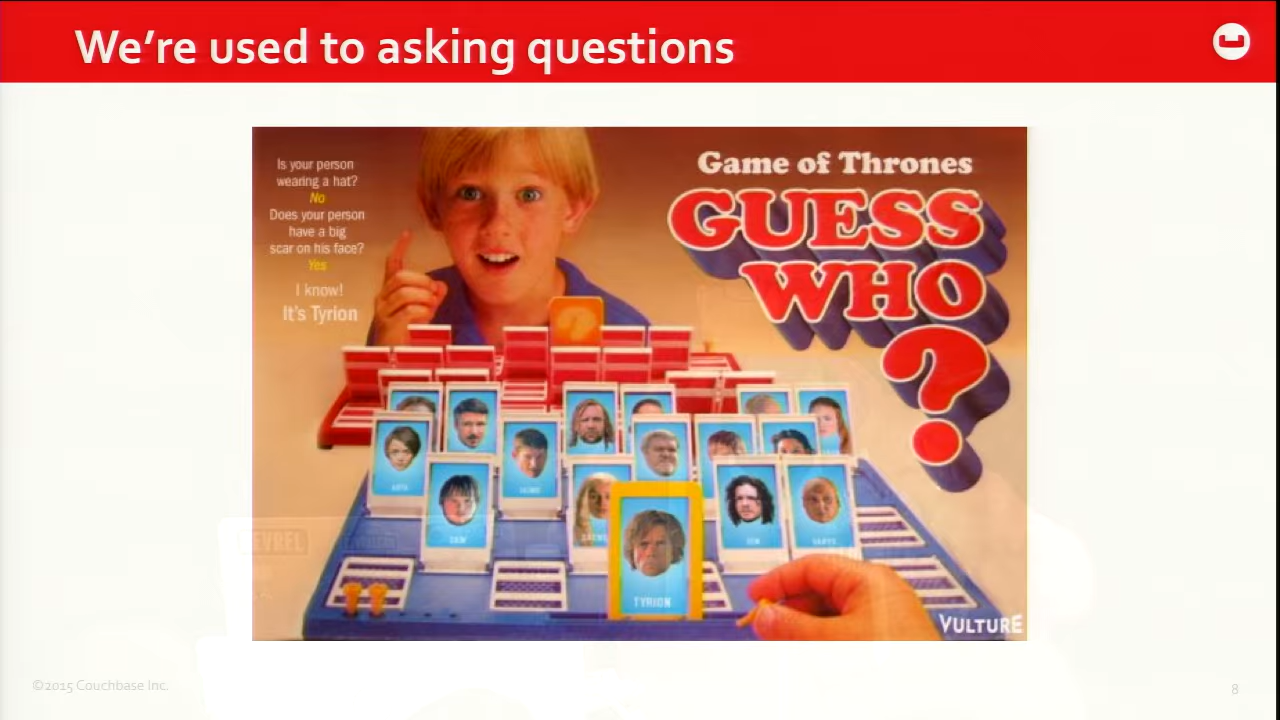 We're used to asking questions
Is your person
wearing a hat?
No
Does your person
have a big
scar on his face?
Yes
I know!
It's Tyrion
Game of Thrones
GUESS
WHO
?
TYRION
VULTURE
©2015 Couchbase Inc.
8